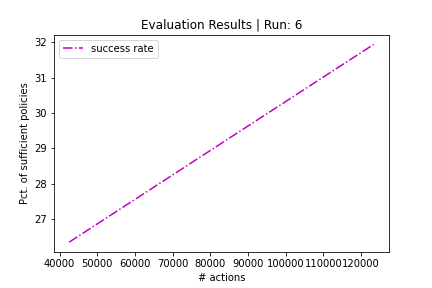 Evaluation Results | Run: 6
success rate
Pct. of sufficient policies
32
31
30
29
28
27
40000 50000 60000 70000 80000 90000 100000 110000 120000
# actions